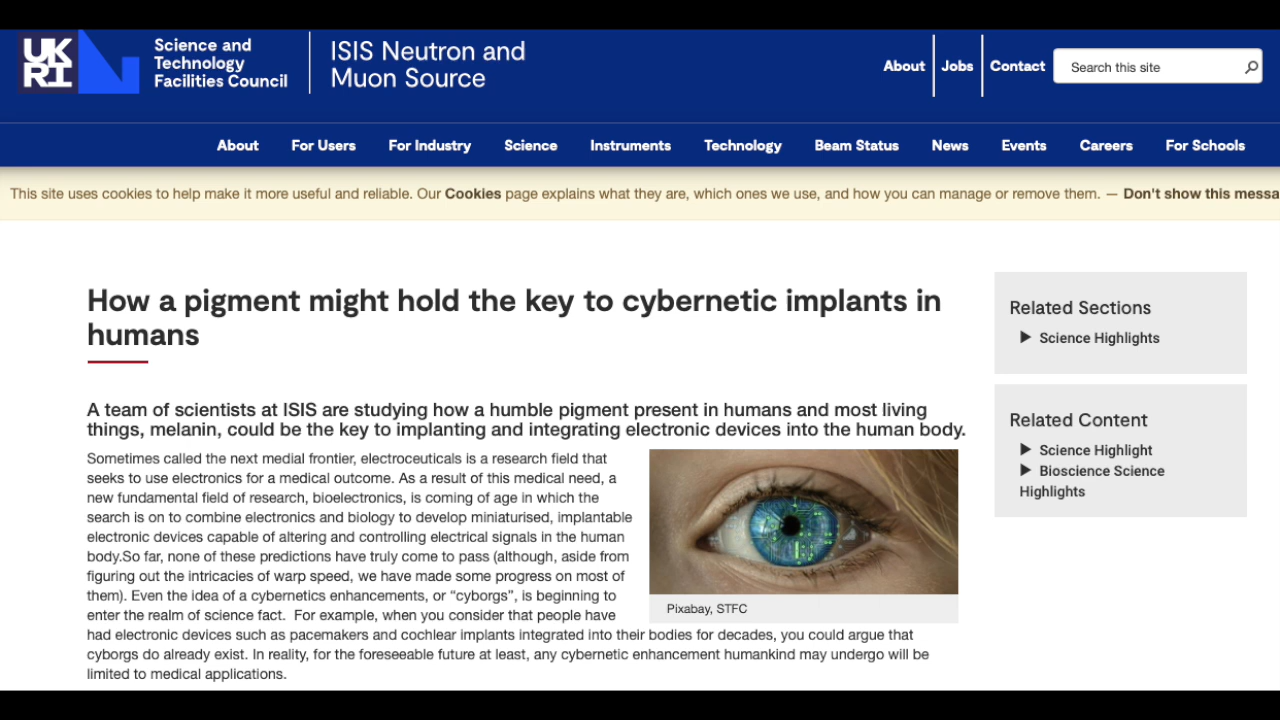 UK
RI
Science and
Technology
Facilities Council
ISIS Neutron and
Muon Source
About
Jobs
Contact
Search this site
About
For Users
For Industry
Science
Instruments
Technology
Beam Status
News
Events
Careers
For Schools
This site uses cookies to help make it more useful and reliable. Our Cookies page explains what they are, which ones we use, and how you can manage or remove them. — Don't show this messa
How a pigment might hold the key to cybernetic implants in
humans
A team of scientists at ISIS are studying how a humble pigment present in humans and most living
things, melanin, could be the key to implanting and integrating electronic devices into the human body.
Sometimes called the next medial frontier, electroceuticals is a research field that
seeks to use electronics for a medical outcome. As a result of this medical need, a
new fundamental field of research, bioelectronics, is coming of age in which the
search is on to combine electronics and biology to develop miniaturised, implantable
electronic devices capable of altering and controlling electrical signals in the human
body.So far, none of these predictions have truly come to pass (although, aside from
figuring out the intricacies of warp speed, we have made some progress on most of
them). Even the idea of a cybernetics enhancements, or “cyborgs”, is beginning to
enter the realm of science fact.  For example, when you consider that people have
had electronic devices such as pacemakers and cochlear implants integrated into their bodies for decades, you could argue that
cyborgs do already exist. In reality, for the foreseeable future at least, any cybernetic enhancement humankind may undergo will be
limited to medical applications.
Pixabay, STFC
Related Sections
Science Highlights
Related Content
Science Highlight
Bioscience Science
Highlights